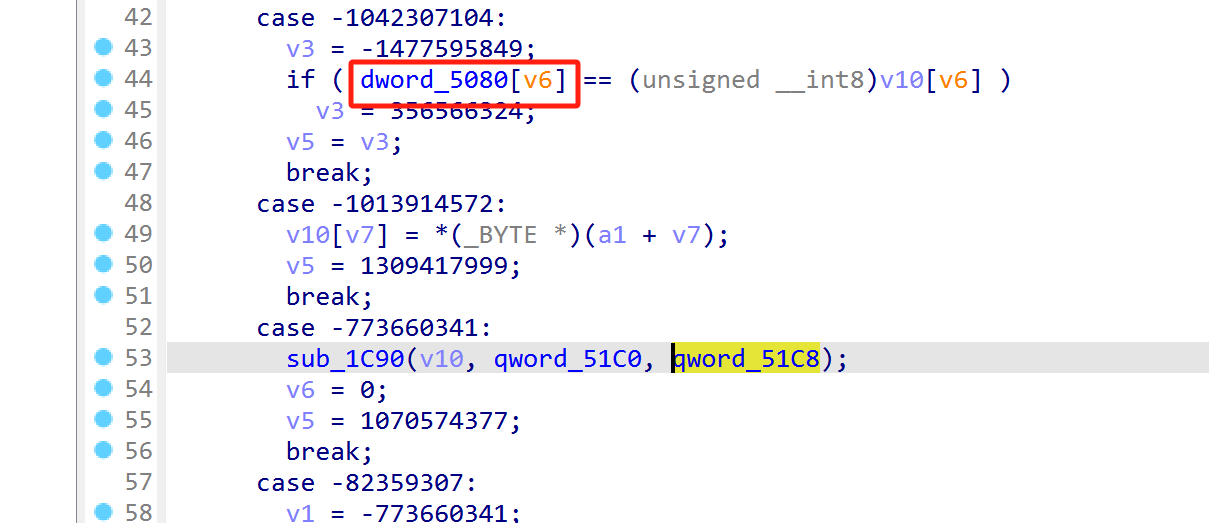 42 case -1042307104:
43 v3 = -1477595849;
44 if ( dword_5080[v6] == (unsigned __int8)v10[v6] )
45 v3 = 356566324;
46 v5 = v3;
47 break;
48 case -1013914572:
49 v10[v7] = *(_BYTE *)(a1 + v7);
50 v5 = 1309417999;
51 break;
52 case -773660341:
53 sub_1C90(v10, qword_51C0, qword_51C8);
54 v6 = 0;
55 v5 = 1070574377;
56 break;
57 case -82359307:
58 v1 = -773660341;